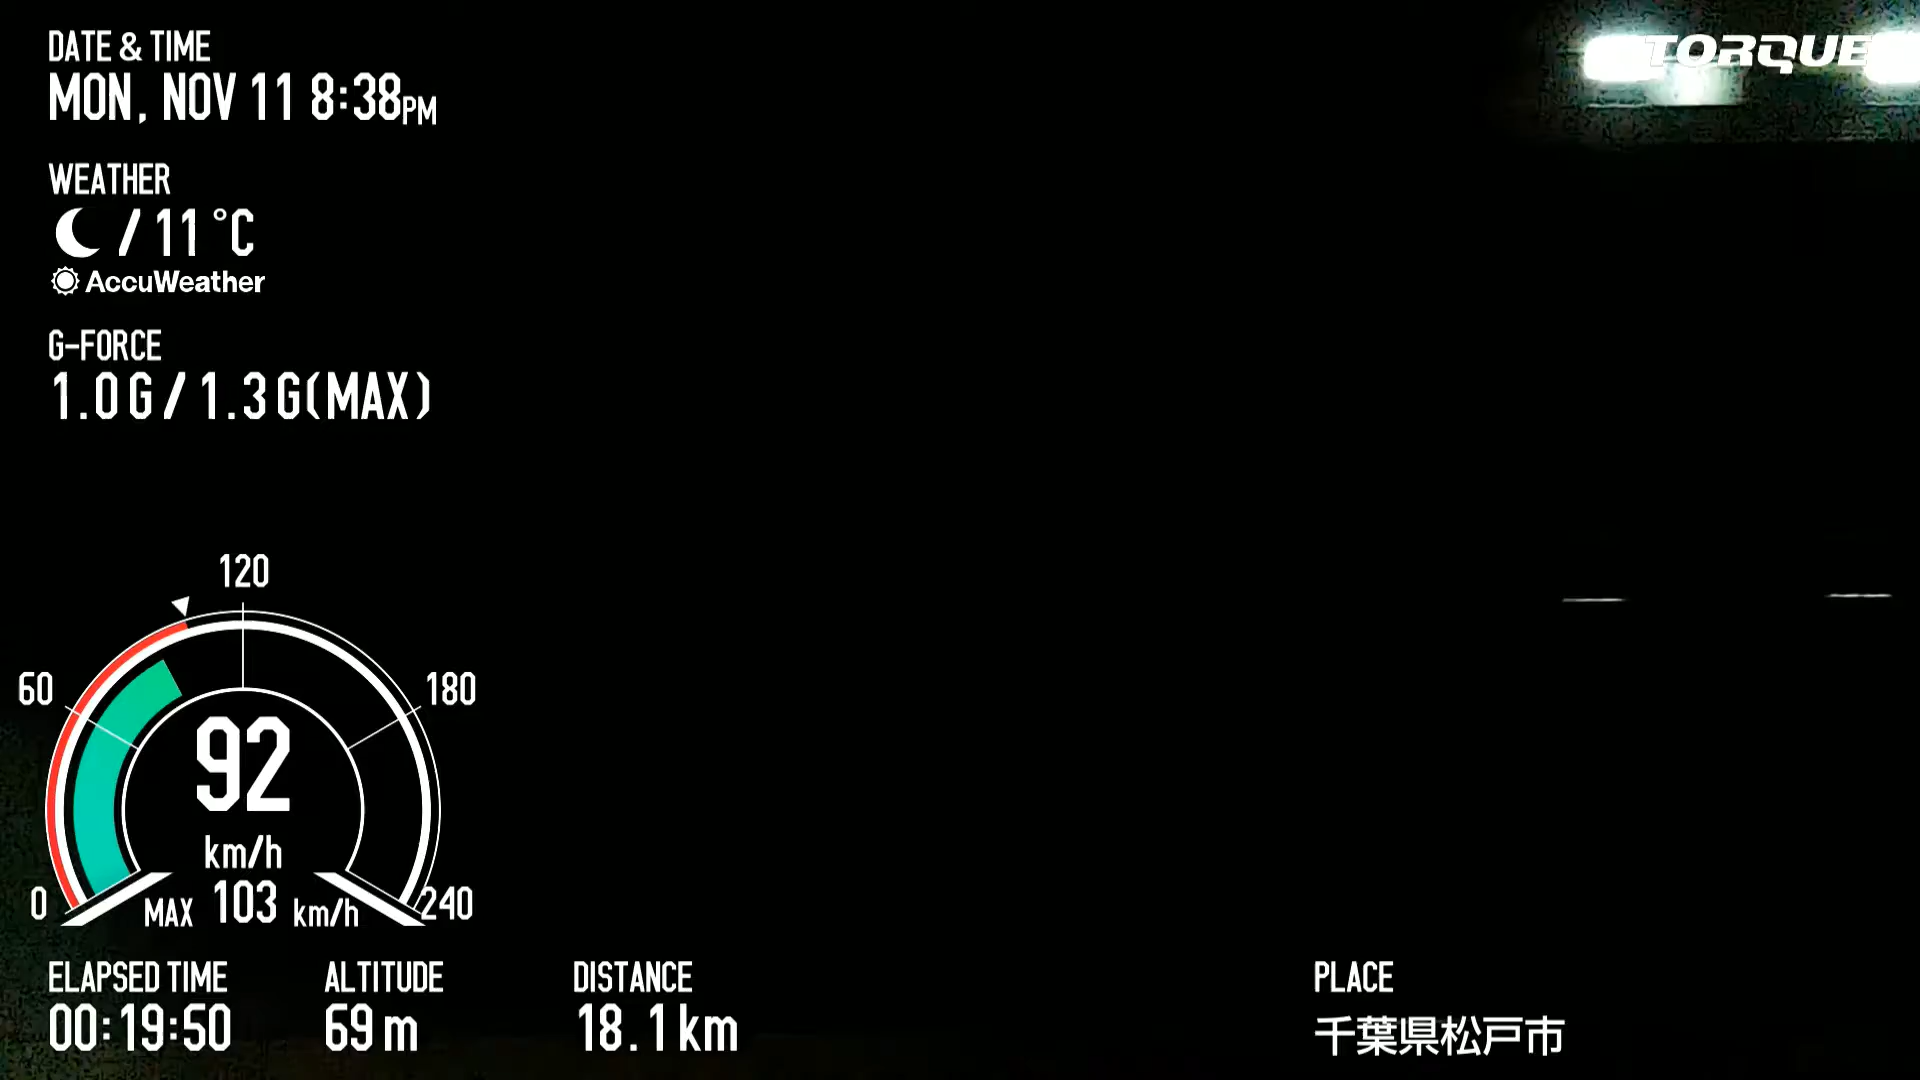 DATE & TIME
MON, NOV 11 8:38PM
TORQUE
WEATHER
/ 11 °C
AccuWeather
G-FORCE
1.0 G / 1.3 G(MAX)
120
60
180
92
km/h
0
MAX 103 km/h
240
ELAPSED TIME
00:19:50
ALTITUDE
69 m
DISTANCE
18.1 km
PLACE
千葉県松戸市